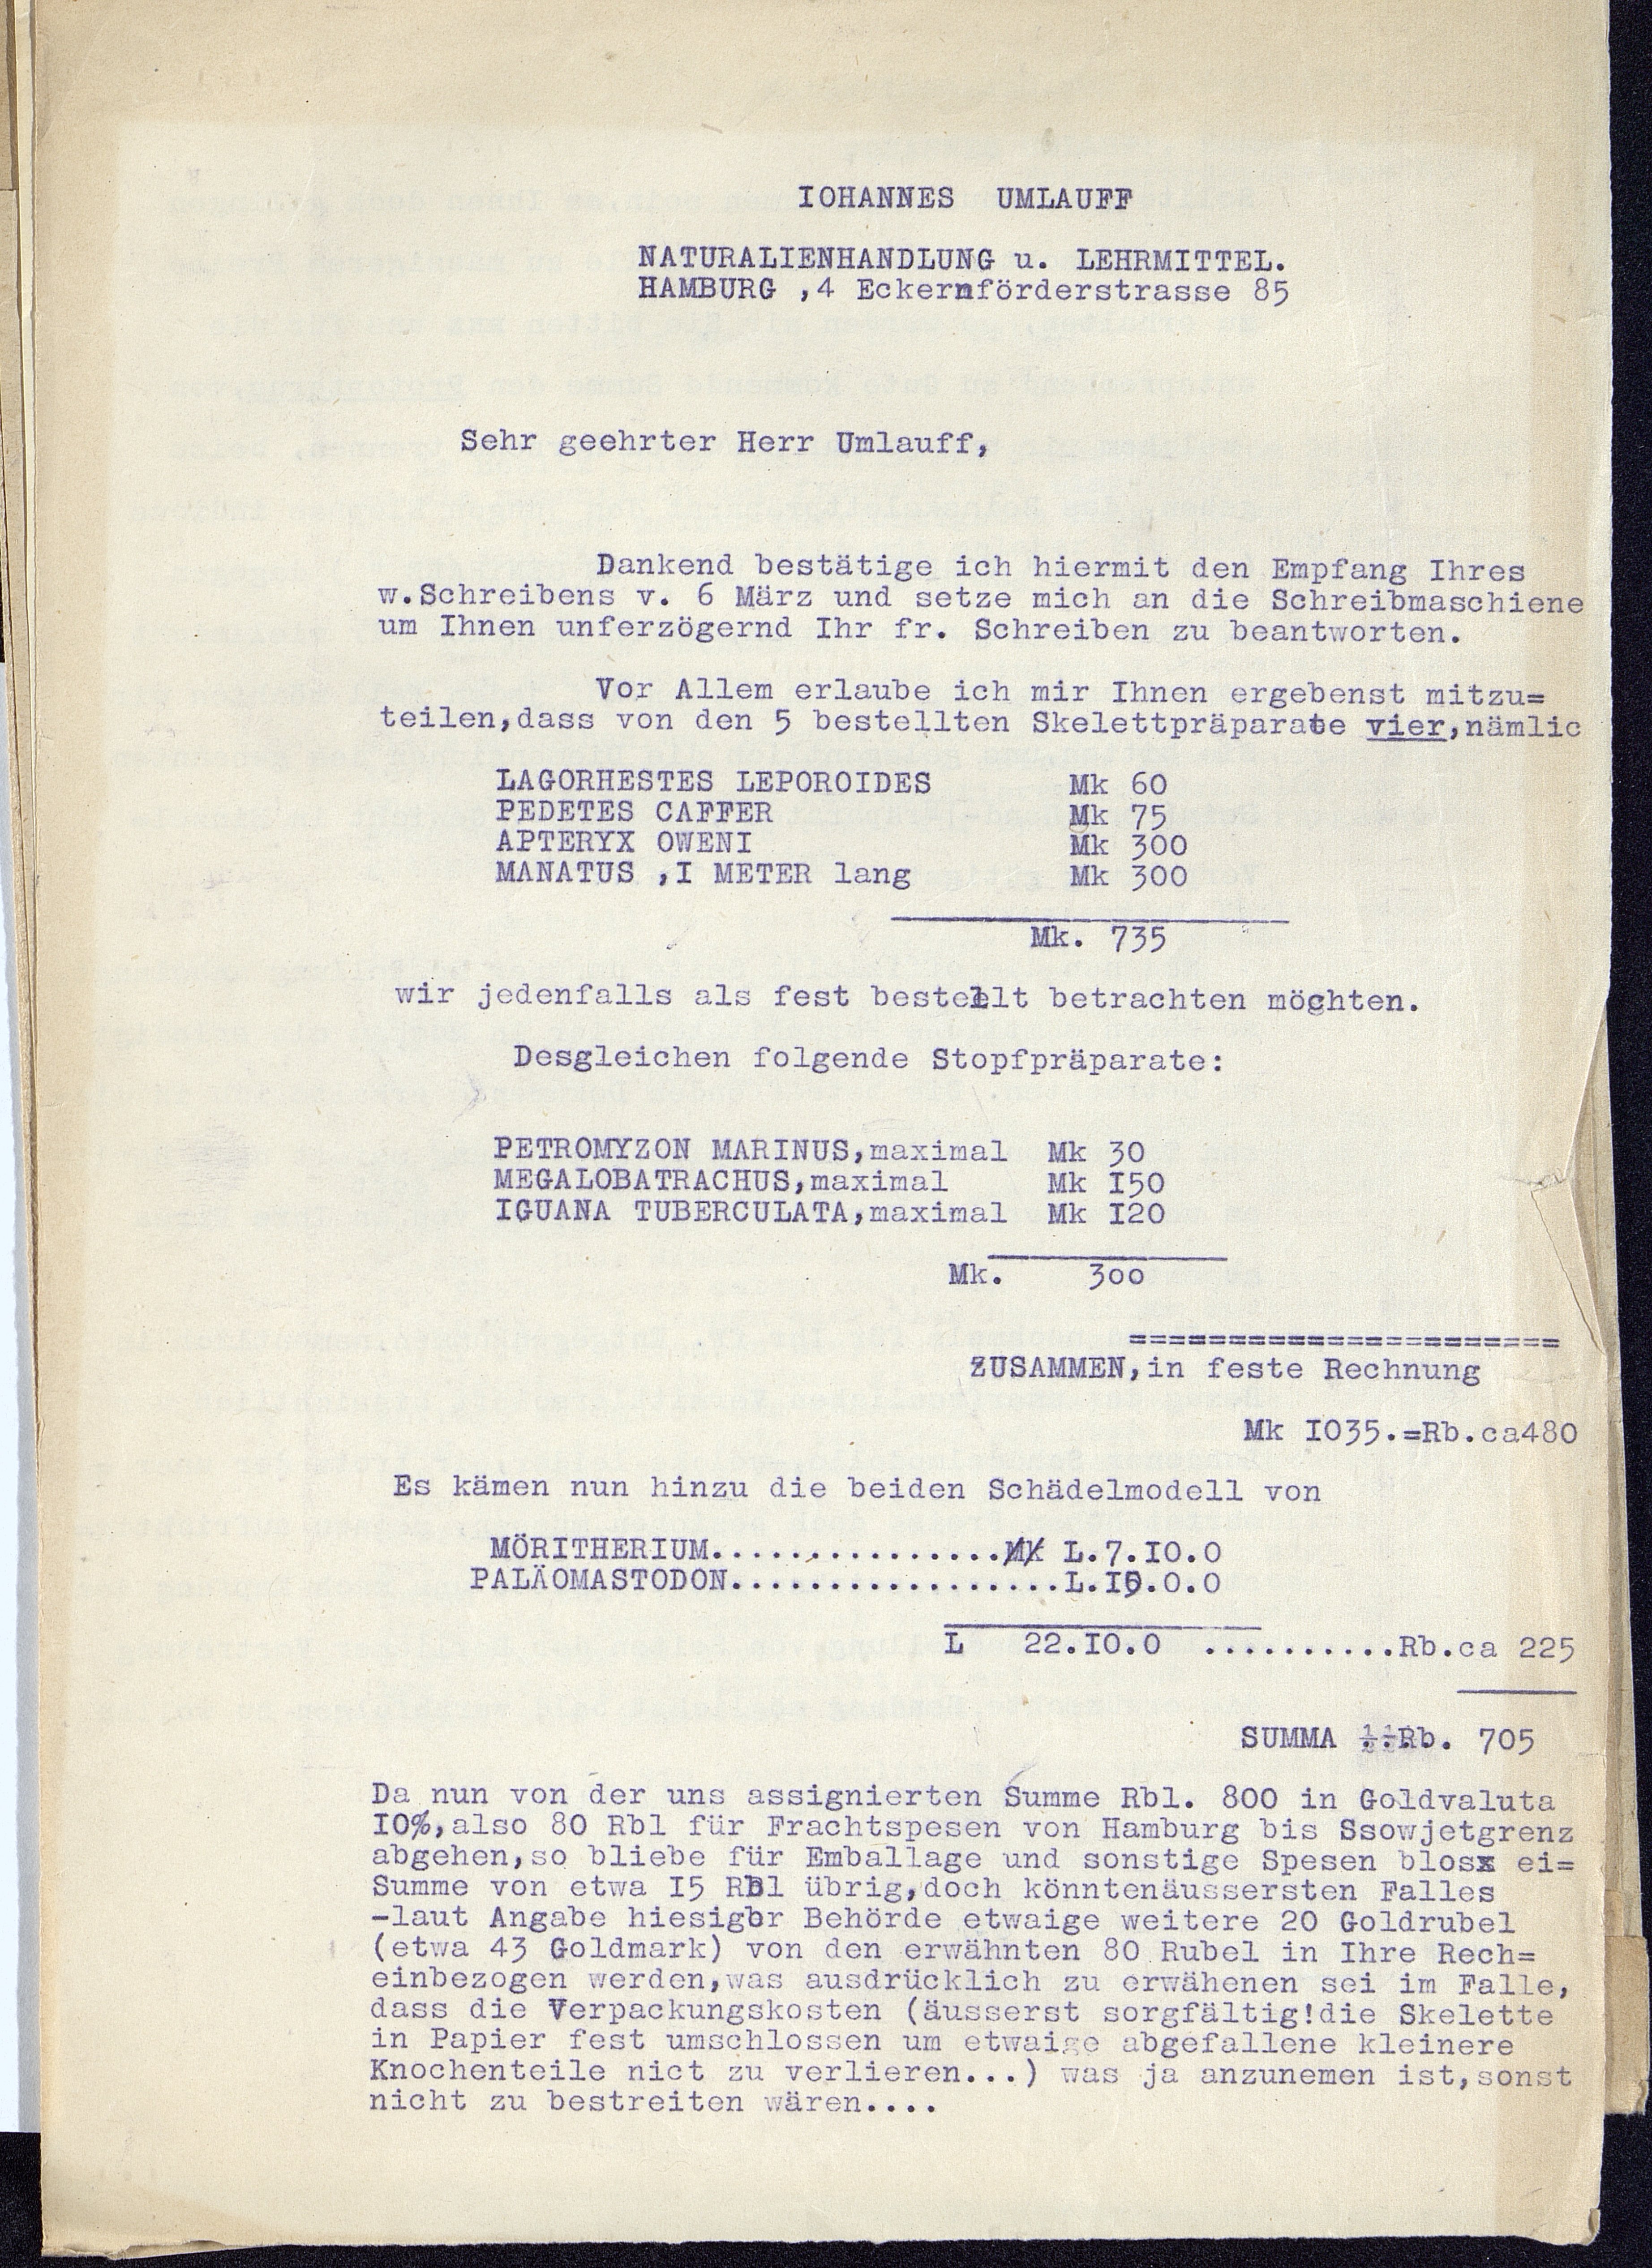 IOHANNES UMLAUFF
NATURALIENHANDLUNG u. LEHRMITTEL.
HAMBURG ,4 Eckernförderstrasse 85
Sehr geehrter Herr Umlauff,
Dankend bestätige ich hiermit den Empfang Ihres
w.Schreibens v. 6 März und setze mich an die Schreibmaschiene
um Ihnen unferzögernd Ihr fr. Schreiben zu beantworten.
Vor Allem erlaube ich mir Ihnen ergebenst mitzu=
teilen,dass von den 5 bestellten Skelettpräparate vier,nämlic
LAGORHESTES LEPOROIDES Mk 60
PEDETES CAFFER Mk 75
APTERYX OWENI Mk 300
MANATUS ,I METER lang Mk 300
Mk. 735
wir jedenfalls als fest bestellt betrachten möchten.
Desgleichen folgende Stopfpräparate:
PETROMYZON MARINUS,maximal Mk 30
MEGALOBATRACHUS,maximal Mk I50
IGUANA TUBERCULATA,maximal Mk I20
Mk. 300
======================
ZUSAMMEN,in feste Rechnung
Mk I035.=Rb.ca480
Es kämen nun hinzu die beiden Schädelmodell von
MÖRITHERIUM...............Mk L.7.I0.0
PALÄOMASTODON.................L.I5.0.0
L 22.I0.0 ..........Rb.ca 225
SUMMA Rb. 705
Da nun von der uns assignierten Summe Rbl. 800 in Goldvaluta
I0%,also 80 Rbl für Frachtspesen von Hamburg bis Ssowjetgrenz
abgehen,so bliebe für Emballage und sonstige Spesen blosx ei=
Summe von etwa I5 Rbl übrig,doch könntenäussersten Falles
-laut Angabe hiesiger Behörde etwaige weitere 20 Goldrubel
(etwa 43 Goldmark) von den erwähnten 80 Rubel in Ihre Rech=
einbezogen werden,was ausdrücklich zu erwähenen sei im Falle,
dass die Verpackungskosten (äusserst sorgfältig!die Skelette
in Papier fest umschlossen um etwaige abgefallene kleinere
Knochenteile nict zu verlieren...) was ja anzunemen ist,sonst
nicht zu bestreiten wären....